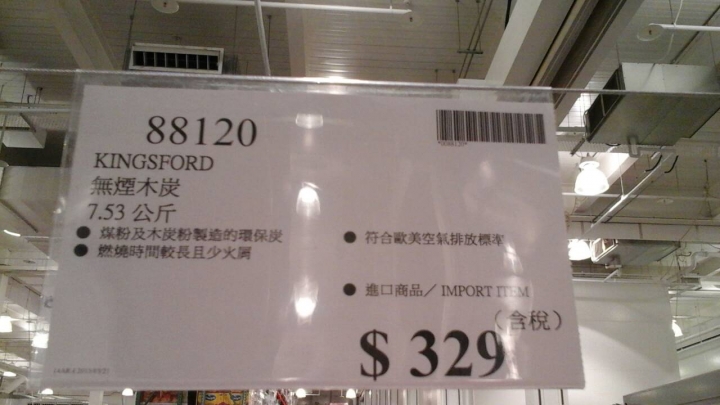 88120
KINGSFORD
無煙木炭
7.53 公斤
● 煤粉及木炭粉製造的環保炭
● 燃燒時間較長且少火屑
● 符合歐美空氣排放標準
● 進口商品／IMPORT ITEM
(含稅)
$ 329